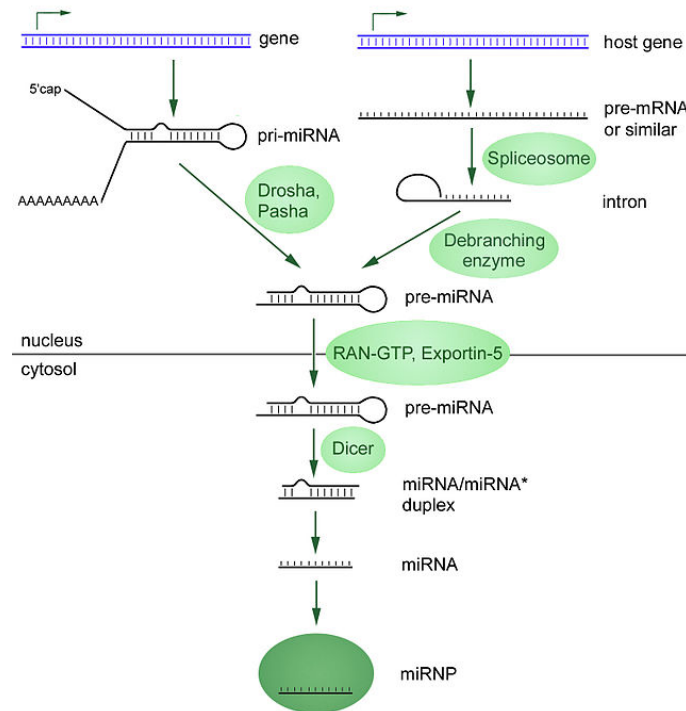 gene
host gene
5'cap
pri-miRNA
pre-mRNA
or similar
Spliceosome
AAAAAAAAA
Drosha,
Pasha
intron
Debranching
enzyme
pre-miRNA
nucleus
RAN-GTP, Exportin-5
cytosol
pre-miRNA
Dicer
miRNA/miRNA*
duplex
miRNA
miRNP